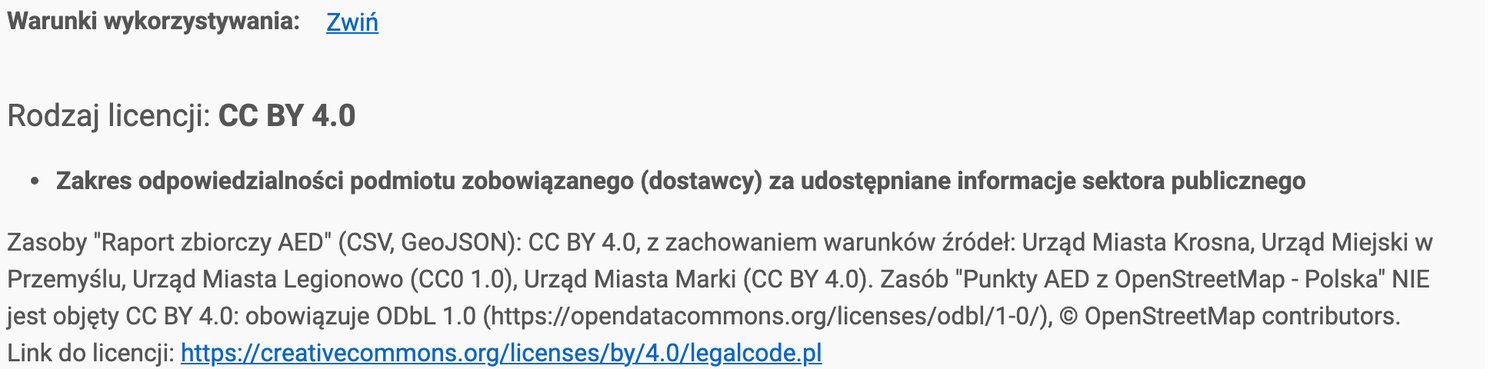 Warunki wykorzystywania: Zwiń
Rodzaj licencji: CC BY 4.0
• Zakres odpowiedzialności podmiotu zobowiązanego (dostawcy) za udostępniane informacje sektora publicznego
Zasoby "Raport zbiorczy AED" (CSV, GeoJSON): CC BY 4.0, z zachowaniem warunków źródeł: Urząd Miasta Krosna, Urząd Miejski w
Przemyślu, Urząd Miasta Legionowo (CC0 1.0), Urząd Miasta Marki (CC BY 4.0). Zasób "Punkty AED z OpenStreetMap - Polska" NIE
jest objęty CC BY 4.0: obowiązuje ODbL 1.0 (https://opendatacommons.org/licenses/odbl/1-0/), © OpenStreetMap contributors.
Link do licencji: https://creativecommons.org/licenses/by/4.0/legalcode.pl